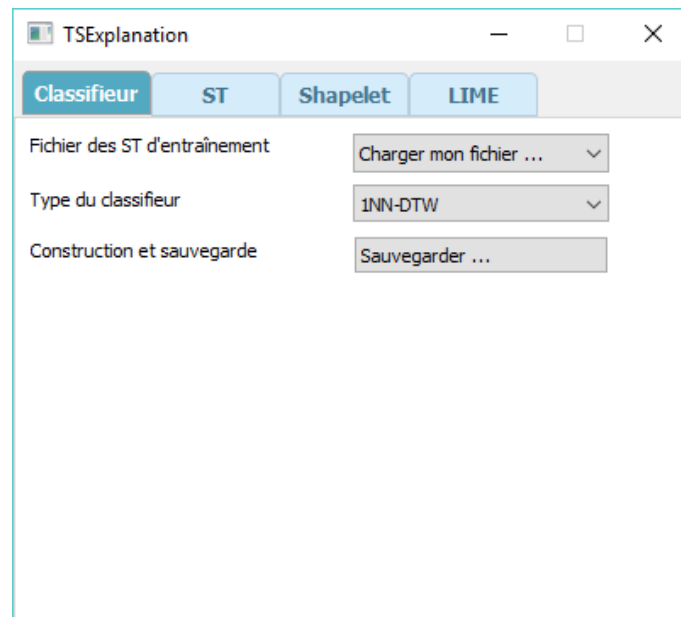 TSExplanation
Classifieur ST Shapelet LIME
Fichier des ST d'entraînement Charger mon fichier ...
Type du classifieur 1NN-DTW
Construction et sauvegarde Sauvegarder ...